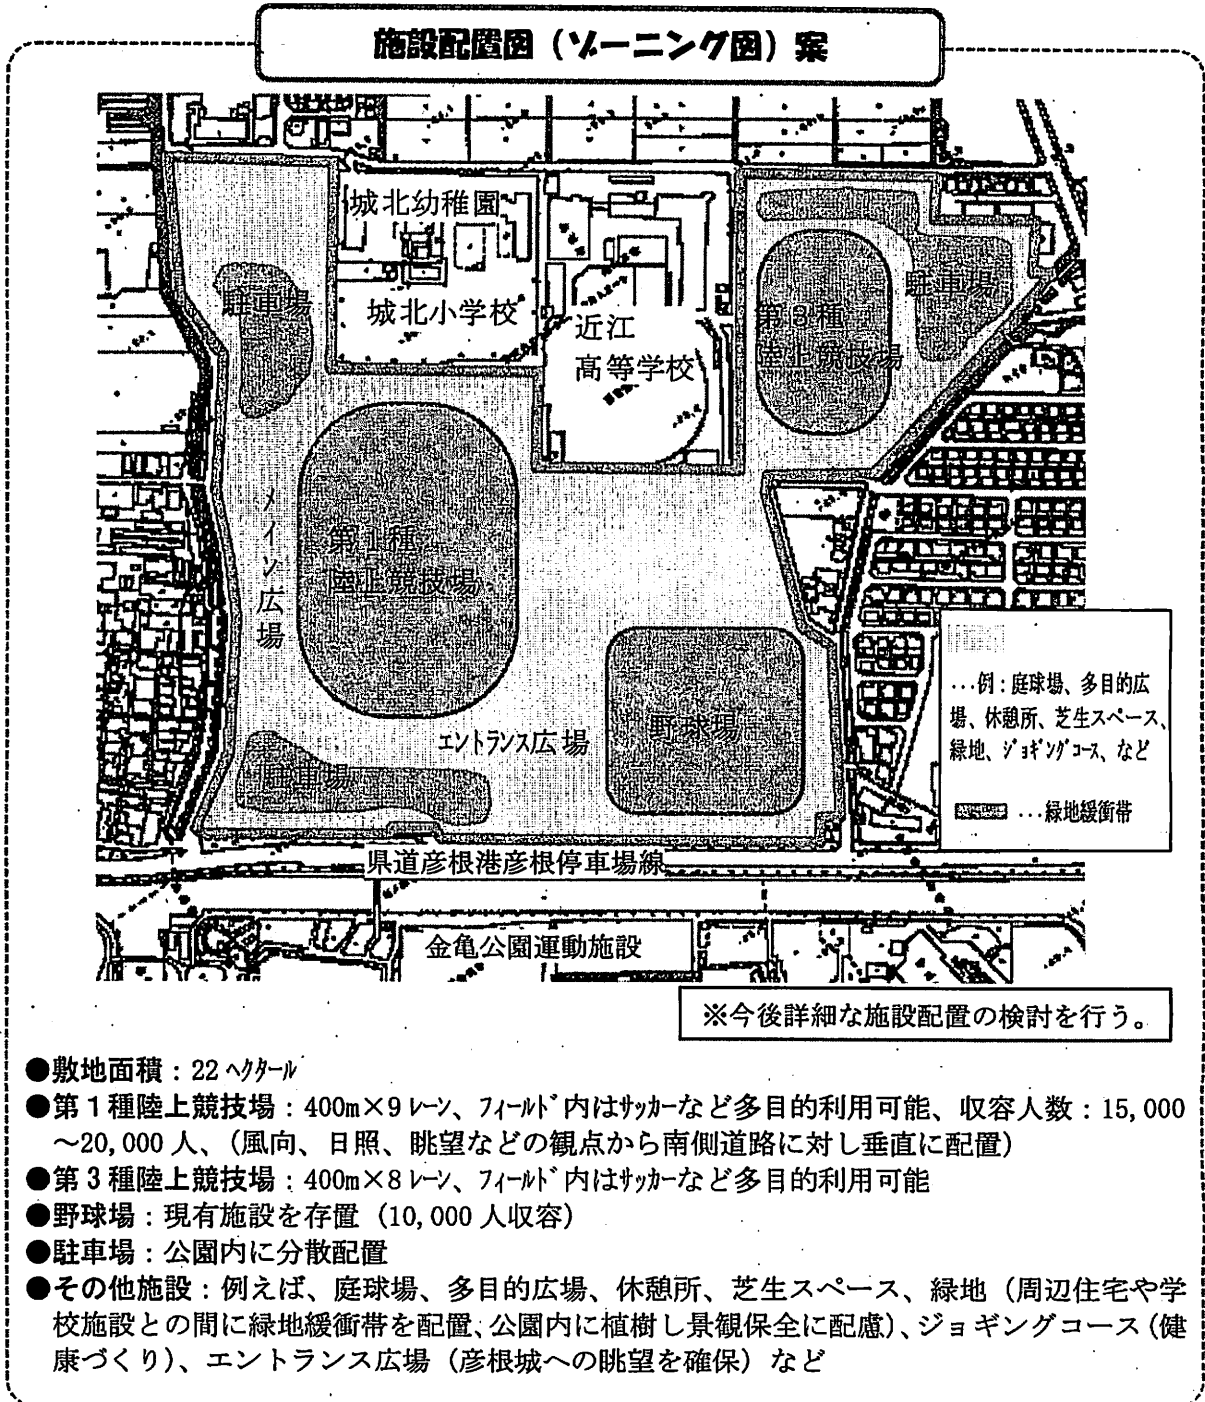 施設配置図（ゾーニング図）案
城北幼稚園
駐車場
城北小学校
近江
高等学校
第3種
陸上競技場
駐車場
メイン広場
第1種
陸上競技場
エントランス広場
野球場
駐車場
…例：庭球場、多目的広
場、休憩所、芝生スペース、
緑地、ジョギングコース、など
…緑地緩衝帯
県道彦根港彦根停車場線
金亀公園運動施設
※今後詳細な施設配置の検討を行う。
●敷地面積：22ヘクタール
●第1種陸上競技場：400m×9レーン、フィールド内はサッカーなど多目的利用可能、収容人数：15,000
～20,000人、（風向、日照、眺望などの観点から南側道路に対し垂直に配置）
●第3種陸上競技場：400m×8レーン、フィールド内はサッカーなど多目的利用可能
●野球場：現有施設を存置（10,000人収容）
●駐車場：公園内に分散配置
●その他施設：例えば、庭球場、多目的広場、休憩所、芝生スペース、緑地（周辺住宅や学
校施設との間に緑地緩衝帯を配置、公園内に植樹し景観保全に配慮）、ジョギングコース（健
康づくり）、エントランス広場（彦根城への眺望を確保）など